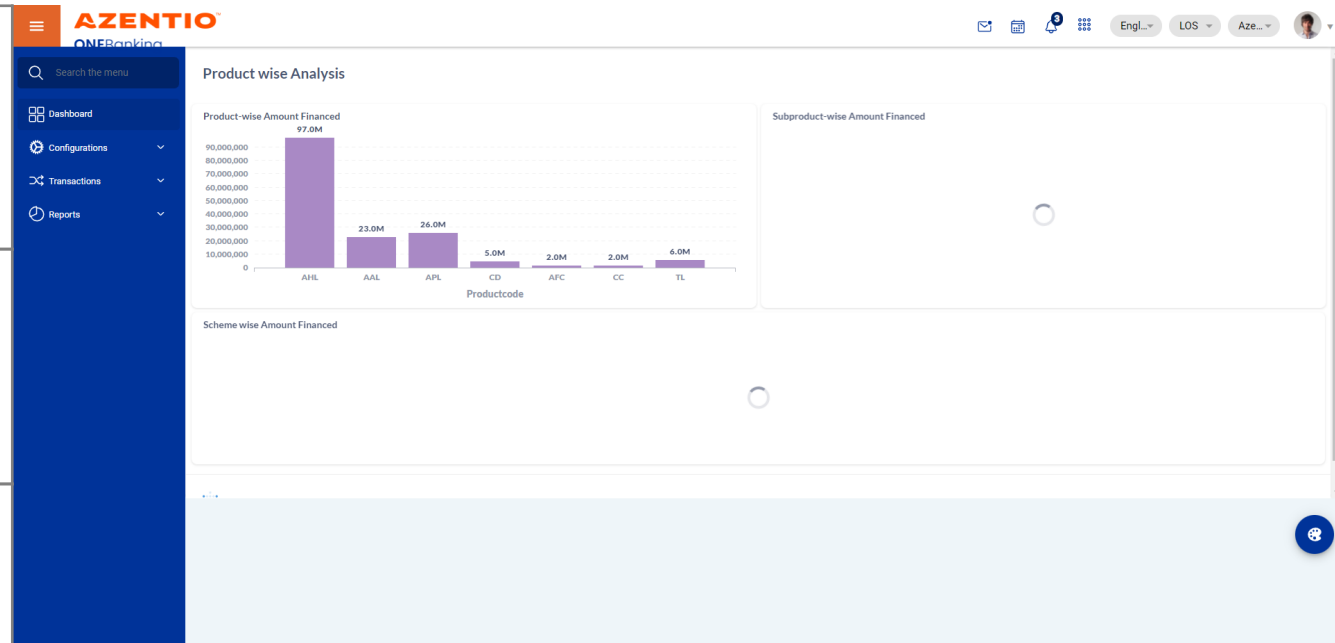 AZENTIO™
ONEBanking
3
Engl...
LOS
Aze...
Search the menu
Dashboard
Configurations
Transactions
Reports
Product wise Analysis
Product-wise Amount Financed
97.0M
90,000,000
80,000,000
70,000,000
60,000,000
50,000,000
40,000,000
30,000,000
20,000,000
10,000,000
0
23.0M
26.0M
5.0M
2.0M
2.0M
6.0M
AHL AAL APL CD AFC CC TL
Productcode
Subproduct-wise Amount Financed
Scheme wise Amount Financed